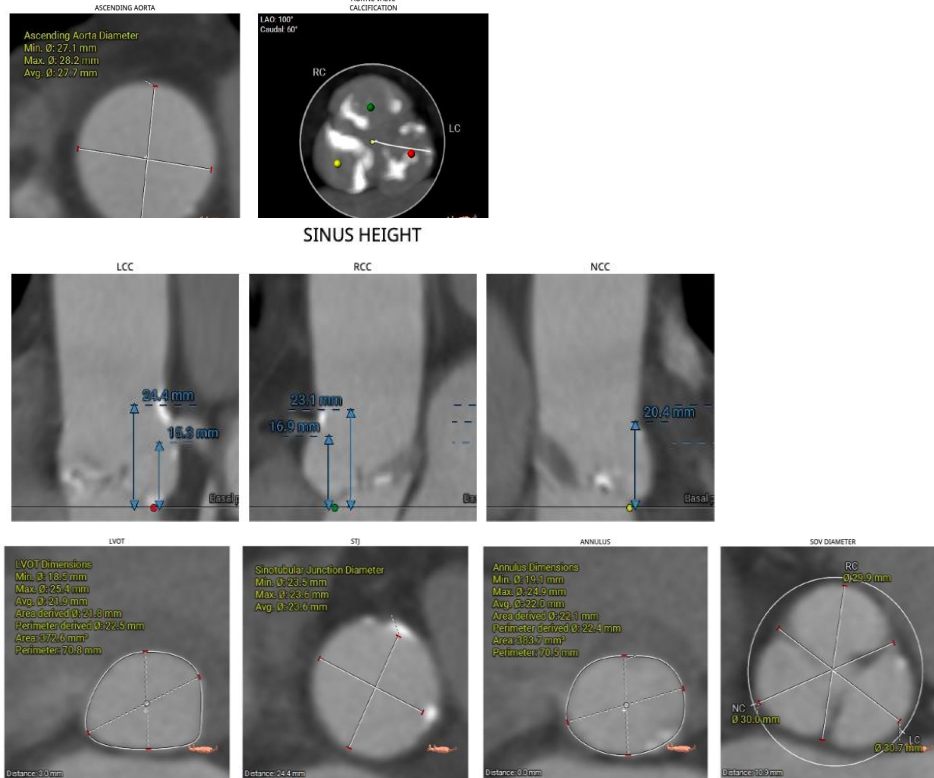 ASCENDING AORTA
Ascending Aorta Diameter
Min. Ø: 27.1 mm
Max. Ø: 28.2 mm
Avg. Ø: 27.7 mm
CALCIFICATION
LAO: 100°
Caudal: 60°
RC
LC
SINUS HEIGHT
LCC
24.4 mm
15.3 mm
Basal
RCC
23.1 mm
16.9 mm
Ba
NCC
20.4 mm
Basal
LVOT
LVOT Dimensions
Min. Ø: 18.5 mm
Max. Ø: 25.4 mm
Avg. Ø: 21.9 mm
Area derived Ø: 21.8 mm
Perimeter derived Ø: 22.5 mm
Area: 372.6 mm²
Perimeter: 70.8 mm
Distance: 3.0 mm
STJ
Sinotubular Junction Diameter
Min. Ø: 23.5 mm
Max. Ø: 23.6 mm
Avg. Ø: 23.6 mm
Distance: 24.4 mm
ANNULUS
Annulus Dimensions
Min. Ø: 19.1 mm
Max. Ø: 24.9 mm
Avg. Ø: 22.0 mm
Area derived Ø: 22.1 mm
Perimeter derived Ø: 22.4 mm
Area: 383.7 mm²
Perimeter: 70.5 mm
Distance: 0.0 mm
SOV DIAMETER
RC
Ø 29.9 mm
NC
Ø 30.0 mm
LC
Ø 30.7 mm
Distance: 10.9 mm